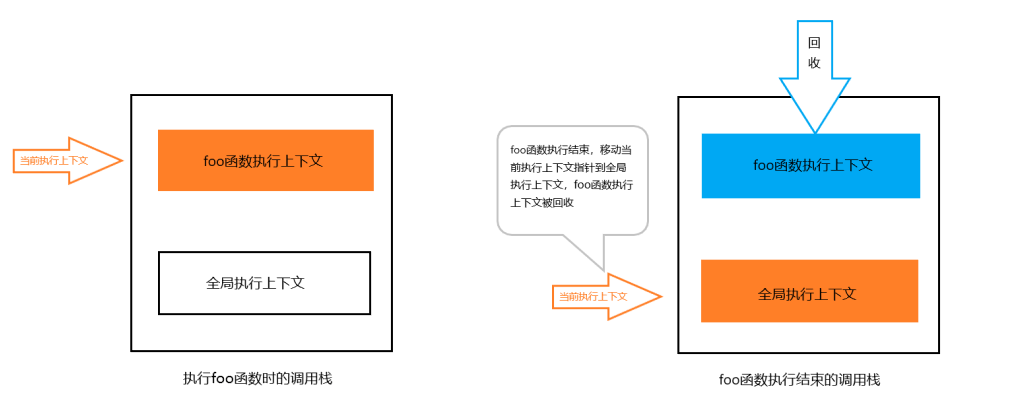 当前执行上下文
foo函数执行上下文
全局执行上下文
执行foo函数时的调用栈
回
收
foo函数执行结束，移动当
前执行上下文指针到全局
执行上下文，foo函数执行
上下文被回收
foo函数执行上下文
当前执行上下文
全局执行上下文
foo函数执行结束的调用栈